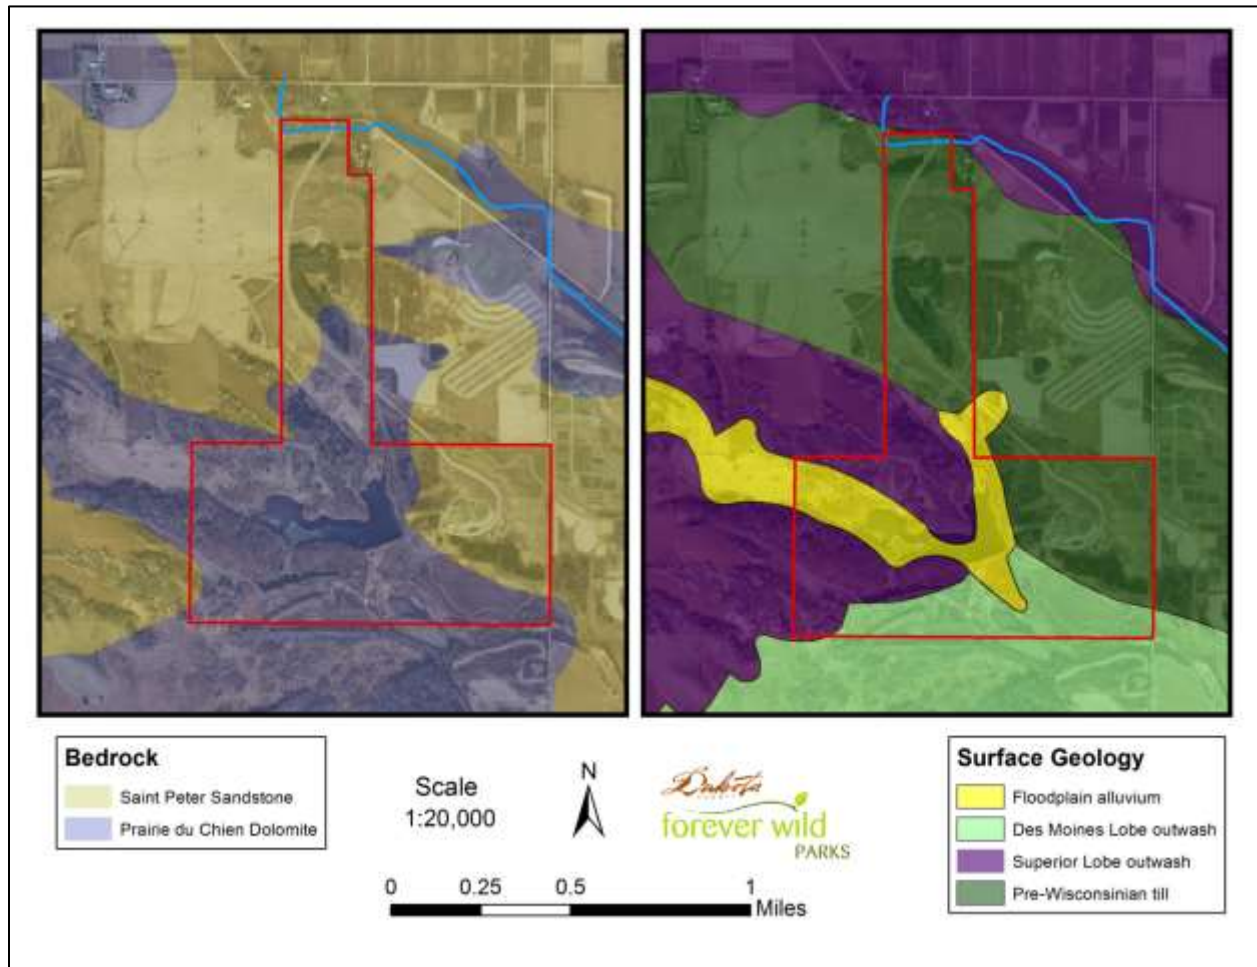 Bedrock
Saint Peter Sandstone
Prairie du Chien Dolomite
Scale
1:20,000
N
Dakota
forever wild
PARKS
0 0.25 0.5 1
Miles
Surface Geology
Floodplain alluvium
Des Moines Lobe outwash
Superior Lobe outwash
Pre-Wisconsinian till